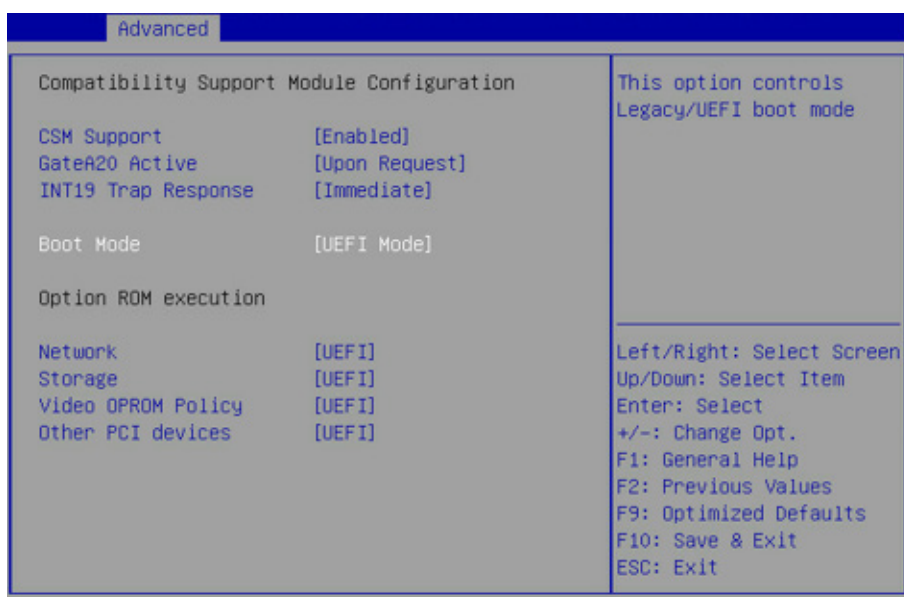 Advanced
Compatibility Support Module Configuration
CSM Support [Enabled]
GateA20 Active [Upon Request]
INT19 Trap Response [Immediate]
Boot Mode [UEFI Mode]
Option ROM execution
Network [UEFI]
Storage [UEFI]
Video OPROM Policy [UEFI]
Other PCI devices [UEFI]
This option controls
Legacy/UEFI boot mode
Left/Right: Select Screen
Up/Down: Select Item
Enter: Select
+/-: Change Opt.
F1: General Help
F2: Previous Values
F9: Optimized Defaults
F10: Save & Exit
ESC: Exit